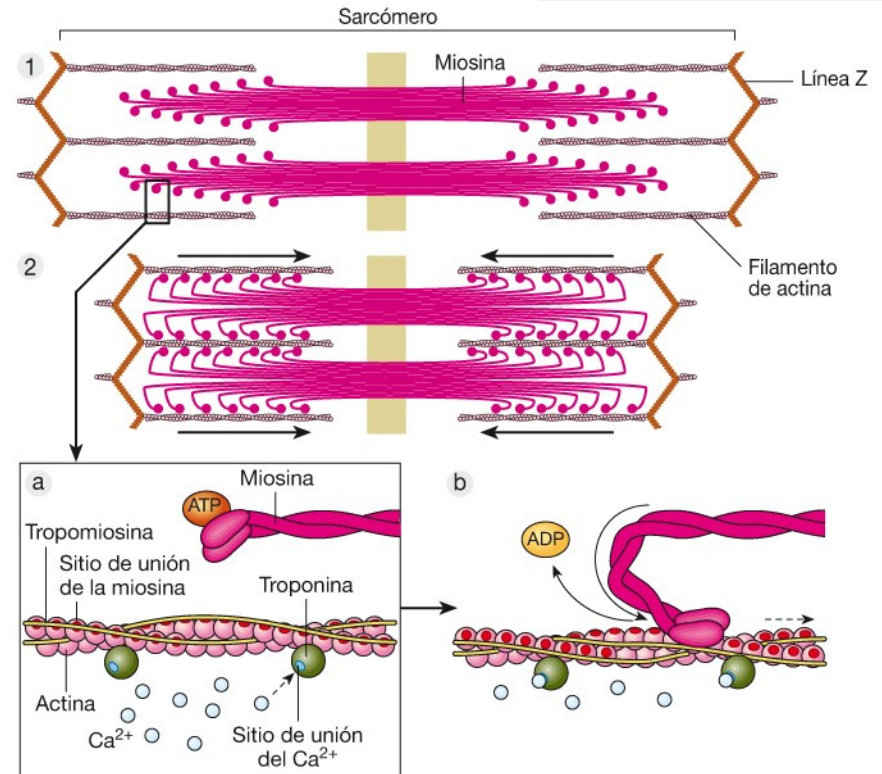 Sarcómero
1
Miosina
Línea Z
2
Filamento
de actina
a
Miosina
ATP
Tropomiosina
Sitio de unión
de la miosina
Troponina
Actina
Ca2+
Sitio de unión
del Ca2+
b
ADP